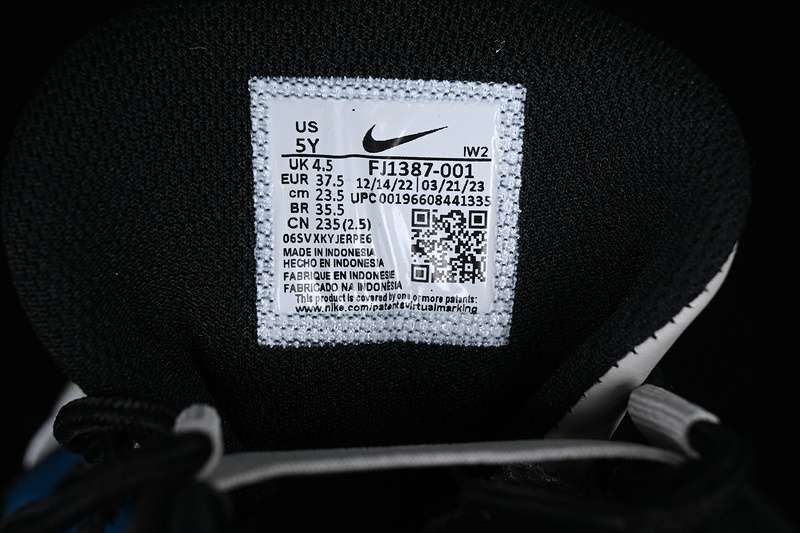 US
5Y
IW2
UK 4.5
FJ1387-001
EUR 37.5
12/14/22 | 03/21/23
cm 23.5
UPC 00196608441335
BR 35.5
CN 235 (2.5)
06SVXKYJERPE6
MADE IN INDONESIA
HECHO EN INDONESIA
FABRIQUE EN INDONESIE
FABRICADO NA INDONÉSIA
This product is covered by one or more patents:
www.nike.com/patentsvirtualmarking